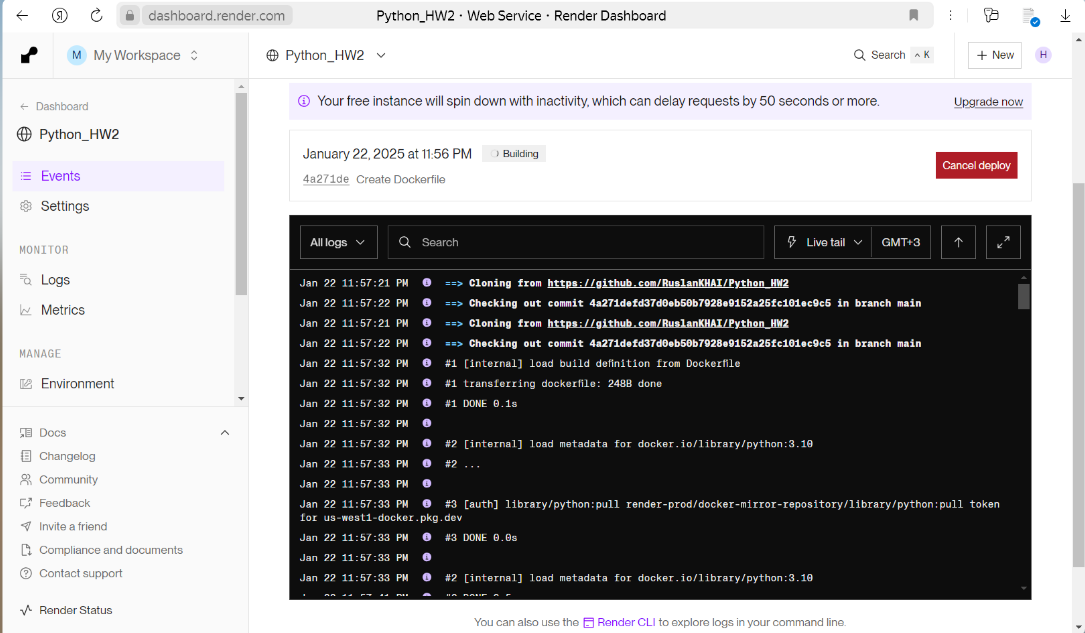 dashboard.render.com
Python_HW2 · Web Service · Render Dashboard
M My Workspace
Python_HW2
Search ^ K
+ New
H
← Dashboard
Python_HW2
Events
Settings
MONITOR
Logs
Metrics
MANAGE
Environment
Docs
Changelog
Community
Feedback
Invite a friend
Compliance and documents
Contact support
Render Status
Your free instance will spin down with inactivity, which can delay requests by 50 seconds or more.
Upgrade now
January 22, 2025 at 11:56 PM Building
4a271de Create Dockerfile
Cancel deploy
All logs
Search
Live tail
GMT+3
Jan 22 11:57:21 PM ==> Cloning from https://github.com/RuslanKHAI/Python_HW2
Jan 22 11:57:22 PM ==> Checking out commit 4a271defd37d0eb50b7928e9152a25fc101ec9c5 in branch main
Jan 22 11:57:21 PM ==> Cloning from https://github.com/RuslanKHAI/Python_HW2
Jan 22 11:57:22 PM ==> Checking out commit 4a271defd37d0eb50b7928e9152a25fc101ec9c5 in branch main
Jan 22 11:57:32 PM #1 [internal] load build definition from Dockerfile
Jan 22 11:57:32 PM #1 transferring dockerfile: 248B done
Jan 22 11:57:32 PM #1 DONE 0.1s
Jan 22 11:57:32 PM
Jan 22 11:57:32 PM #2 [internal] load metadata for docker.io/library/python:3.10
Jan 22 11:57:33 PM #2 ...
Jan 22 11:57:33 PM
Jan 22 11:57:33 PM #3 [auth] library/python:pull render-prod/docker-mirror-repository/library/python:pull token
for us-west1-docker.pkg.dev
Jan 22 11:57:33 PM #3 DONE 0.0s
Jan 22 11:57:33 PM
Jan 22 11:57:33 PM #2 [internal] load metadata for docker.io/library/python:3.10
You can also use the Render CLI to explore logs in your command line.